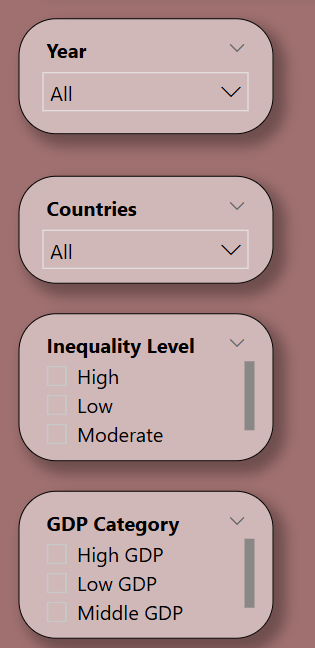 Year
All
Countries
All
Inequality Level
High
Low
Moderate
GDP Category
High GDP
Low GDP
Middle GDP